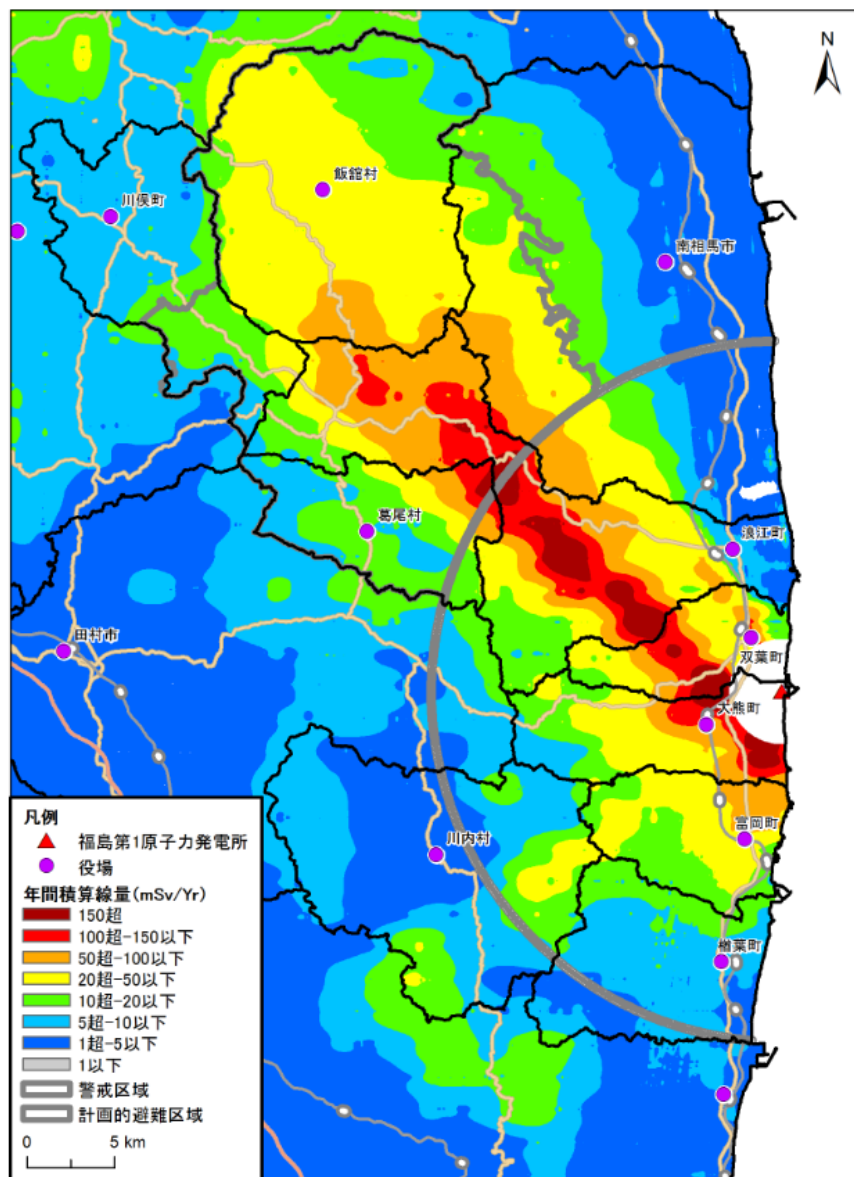 N
飯舘村
川俣町
南相馬市
葛尾村
浪江町
田村市
双葉町
大熊町
富岡町
川内村
楢葉町
凡例
福島第1原子力発電所
役場
年間積算線量(mSv/Yr)
150超
100超-150以下
50超-100以下
20超-50以下
10超-20以下
5超-10以下
1超-5以下
1以下
警戒区域
計画的避難区域
0 5 km